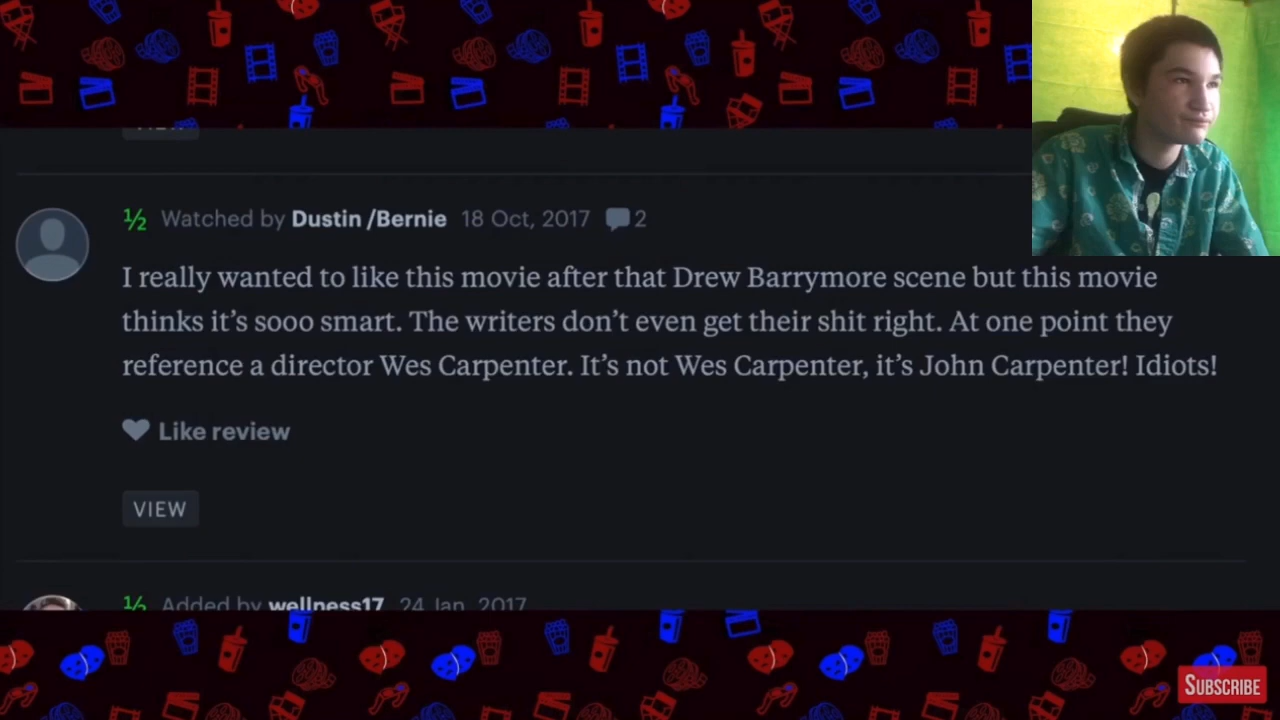 VIEW
½ Watched by Dustin /Bernie 18 Oct, 2017 2
I really wanted to like this movie after that Drew Barrymore scene but this movie
thinks it’s sooo smart. The writers don’t even get their shit right. At one point they
reference a director Wes Carpenter. It’s not Wes Carpenter, it’s John Carpenter! Idiots!
Like review
VIEW
½ Added by wellness17 24 Jan, 2017
SUBSCRIBE